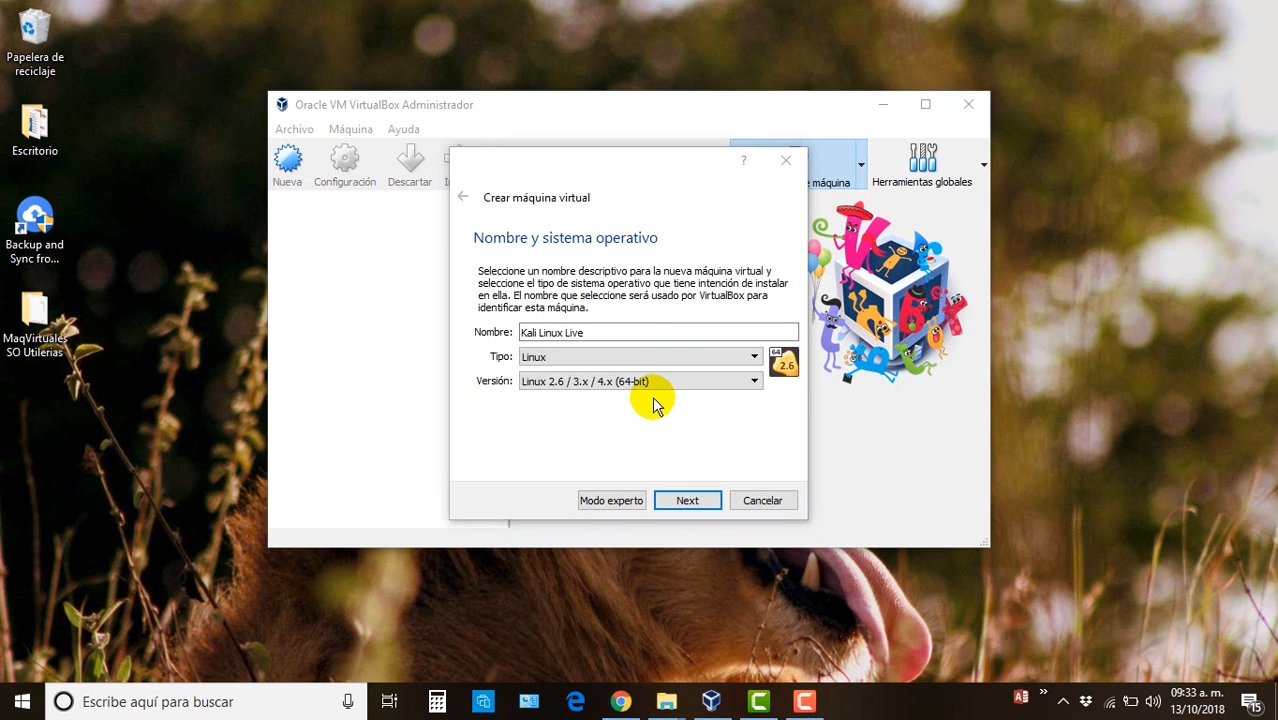 Papelera de
reciclaje
Escritorio
Backup and
Sync fro...
MaqVirtuales
SO Utilerias
Oracle VM VirtualBox Administrador
Archivo Máquina Ayuda
Nueva Configuración Descartar
máquina Herramientas globales
?
Crear máquina virtual
Nombre y sistema operativo
Seleccione un nombre descriptivo para la nueva máquina virtual y
seleccione el tipo de sistema operativo que tiene intención de instalar
en ella. El nombre que seleccione será usado por VirtualBox para
identificar esta máquina.
Nombre: Kali Linux Live
Tipo: Linux
64
2.6
Versión: Linux 2.6 / 3.x / 4.x (64-bit)
Modo experto Next Cancelar
Escribe aquí para buscar
09:33 a. m.
13/10/2018
15